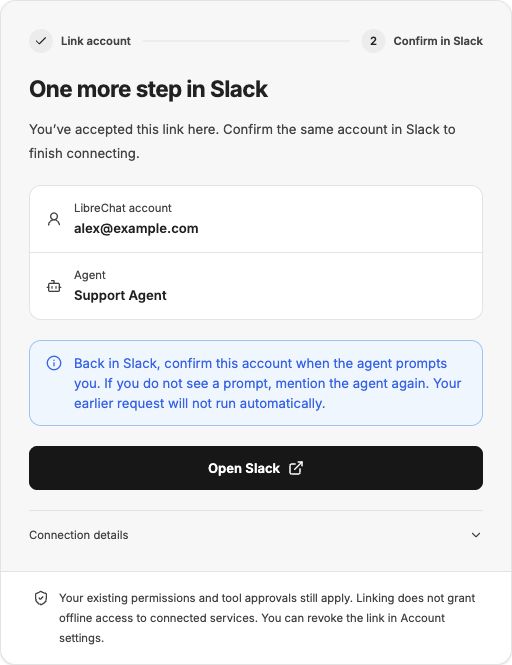 Link account
2 Confirm in Slack
One more step in Slack
You’ve accepted this link here. Confirm the same account in Slack to
finish connecting.
LibreChat account
alex@example.com
Agent
Support Agent
Back in Slack, confirm this account when the agent prompts
you. If you do not see a prompt, mention the agent again. Your
earlier request will not run automatically.
Open Slack
Connection details
Your existing permissions and tool approvals still apply. Linking does not grant
offline access to connected services. You can revoke the link in Account
settings.